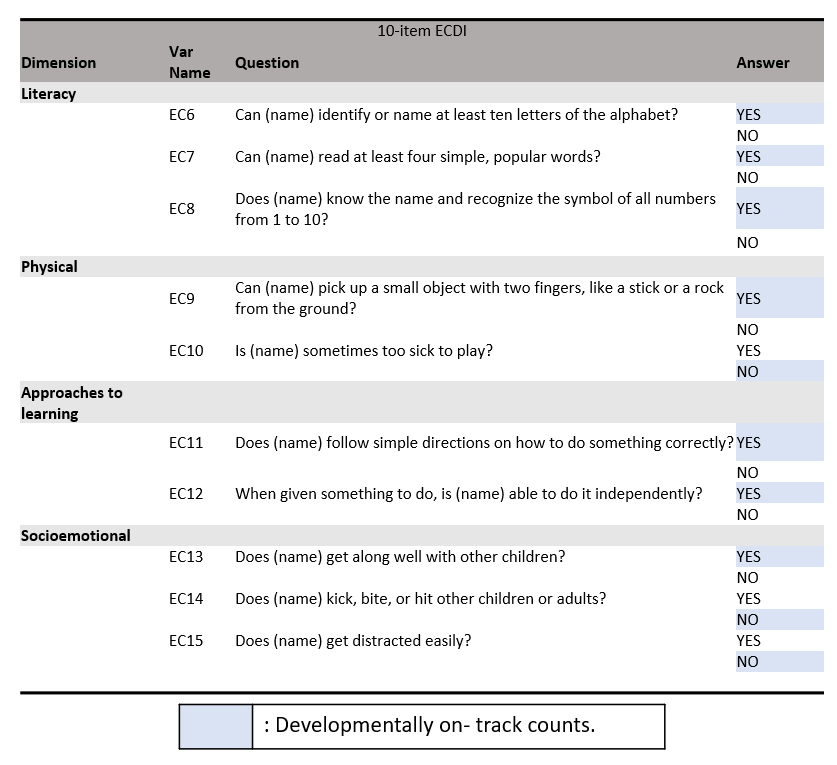 10-item ECDI
Dimension Var Name Question Answer
Literacy
EC6 Can (name) identify or name at least ten letters of the alphabet? YES
NO
EC7 Can (name) read at least four simple, popular words? YES
NO
EC8 Does (name) know the name and recognize the symbol of all numbers
from 1 to 10? YES
NO
Physical
EC9 Can (name) pick up a small object with two fingers, like a stick or a rock
from the ground? YES
NO
EC10 Is (name) sometimes too sick to play? YES
NO
Approaches to
learning
EC11 Does (name) follow simple directions on how to do something correctly? YES
NO
EC12 When given something to do, is (name) able to do it independently? YES
NO
Socioemotional
EC13 Does (name) get along well with other children? YES
NO
EC14 Does (name) kick, bite, or hit other children or adults? YES
NO
EC15 Does (name) get distracted easily? YES
NO
: Developmentally on- track counts.